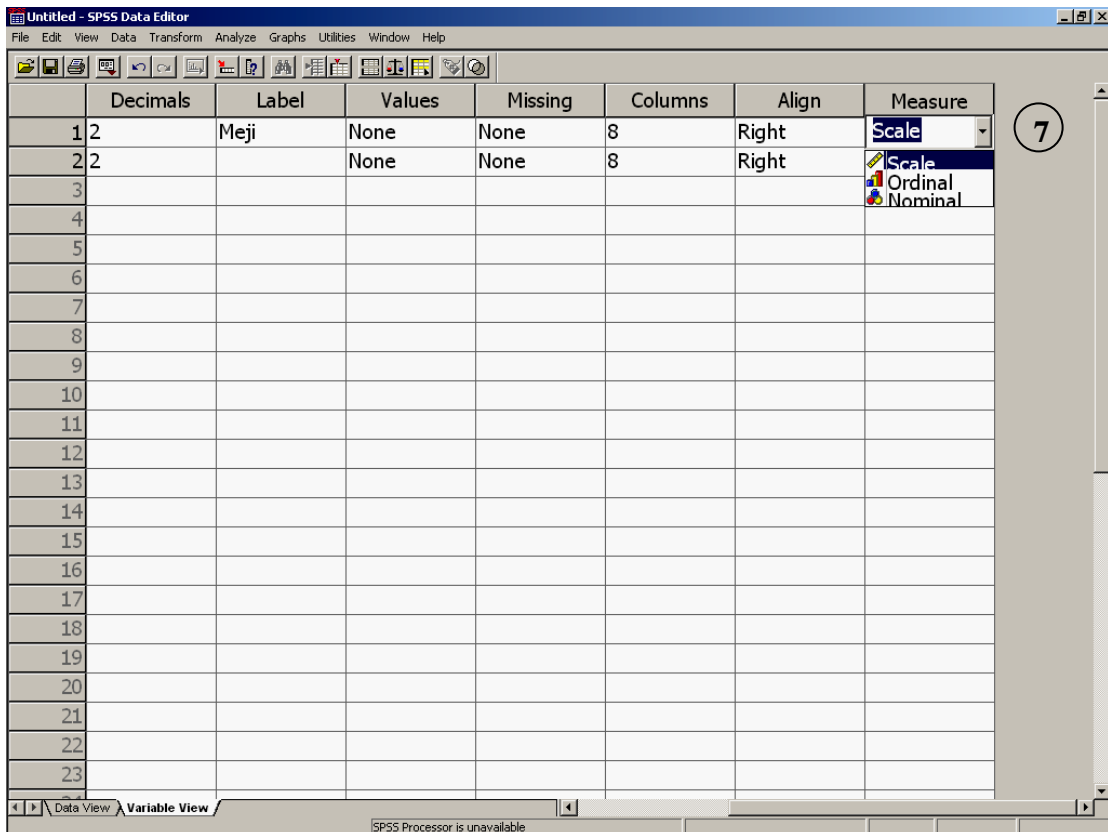 Untitled - SPSS Data Editor
File Edit View Data Transform Analyze Graphs Utilities Window Help
Decimals Label Values Missing Columns Align Measure
1 2 Meji None None 8 Right Scale 7
2 2 None None 8 Right Scale
3 Ordinal
Nominal
4
5
6
7
8
9
10
11
12
13
14
15
16
17
18
19
20
21
22
23
Data View Variable View
SPSS Processor is unavailable